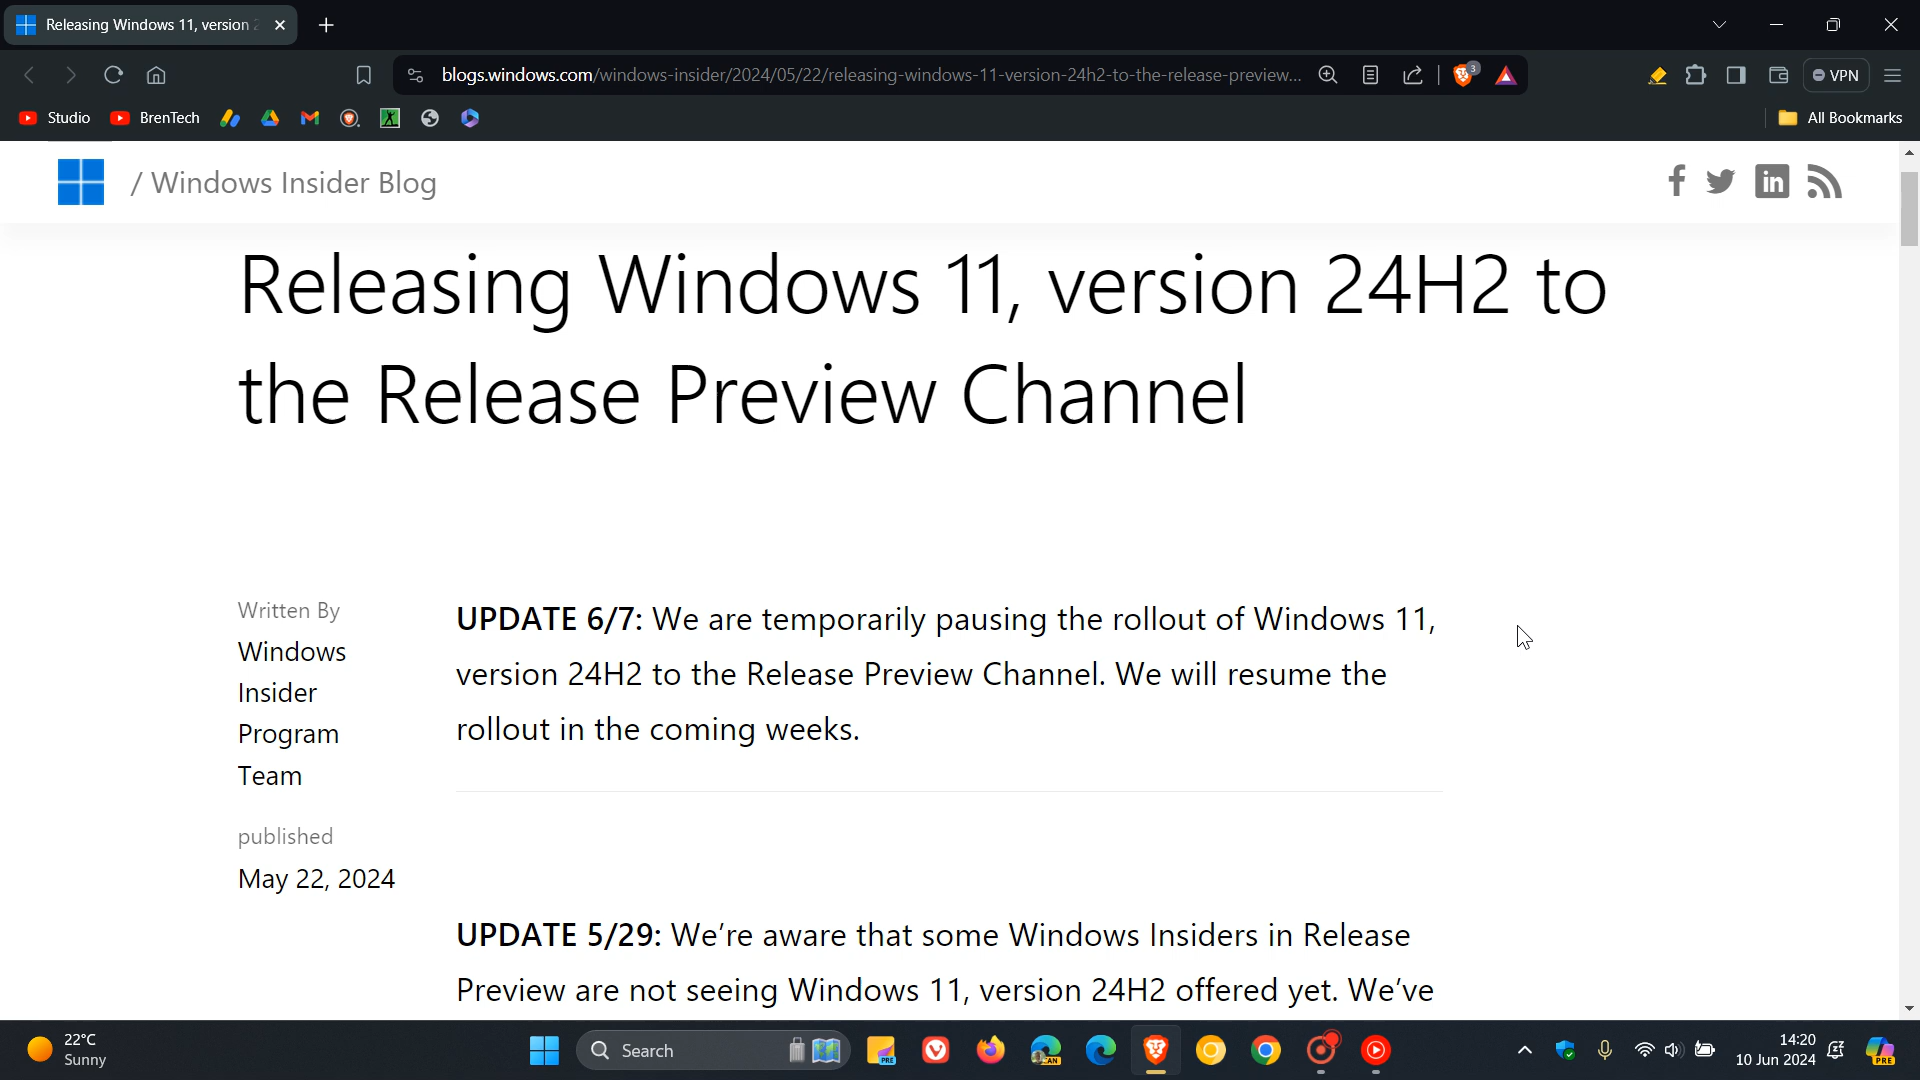 Releasing Windows 11, version 2
blogs.windows.com/windows-insider/2024/05/22/releasing-windows-11-version-24h2-to-the-release-preview...
3
VPN
Studio
BrenTech
All Bookmarks
/ Windows Insider Blog
Releasing Windows 11, version 24H2 to
the Release Preview Channel
Written By
Windows
Insider
Program
Team
published
May 22, 2024
UPDATE 6/7: We are temporarily pausing the rollout of Windows 11,
version 24H2 to the Release Preview Channel. We will resume the
rollout in the coming weeks.
UPDATE 5/29: We're aware that some Windows Insiders in Release
Preview are not seeing Windows 11, version 24H2 offered yet. We've
22°C
Sunny
Search
PRE
CAN
14:20
10 Jun 2024
PRE